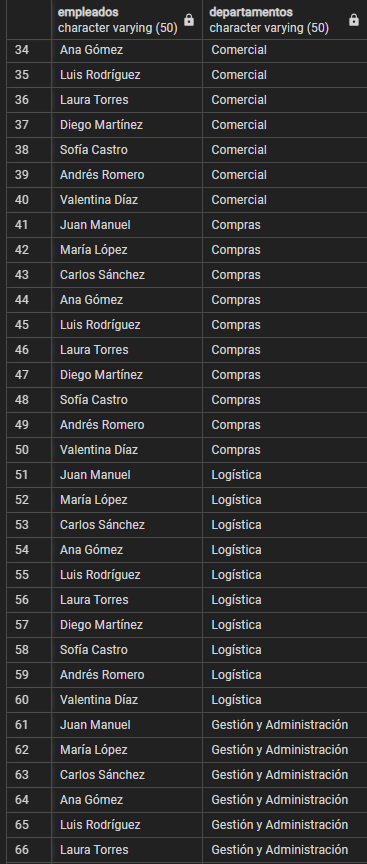 empleados departamentos
character varying (50) character varying (50)
34 Ana Gómez Comercial
35 Luis Rodríguez Comercial
36 Laura Torres Comercial
37 Diego Martínez Comercial
38 Sofía Castro Comercial
39 Andrés Romero Comercial
40 Valentina Díaz Comercial
41 Juan Manuel Compras
42 María López Compras
43 Carlos Sánchez Compras
44 Ana Gómez Compras
45 Luis Rodríguez Compras
46 Laura Torres Compras
47 Diego Martínez Compras
48 Sofía Castro Compras
49 Andrés Romero Compras
50 Valentina Díaz Compras
51 Juan Manuel Logística
52 María López Logística
53 Carlos Sánchez Logística
54 Ana Gómez Logística
55 Luis Rodríguez Logística
56 Laura Torres Logística
57 Diego Martínez Logística
58 Sofía Castro Logística
59 Andrés Romero Logística
60 Valentina Díaz Logística
61 Juan Manuel Gestión y Administración
62 María López Gestión y Administración
63 Carlos Sánchez Gestión y Administración
64 Ana Gómez Gestión y Administración
65 Luis Rodríguez Gestión y Administración
66 Laura Torres Gestión y Administración